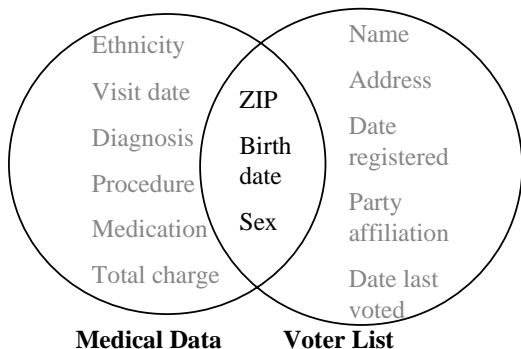 Ethnicity
Visit date
Diagnosis
Procedure
Medication
Total charge
ZIP
Birth
date
Sex
Name
Address
Date
registered
Party
affiliation
Date last
voted
Medical Data
Voter List